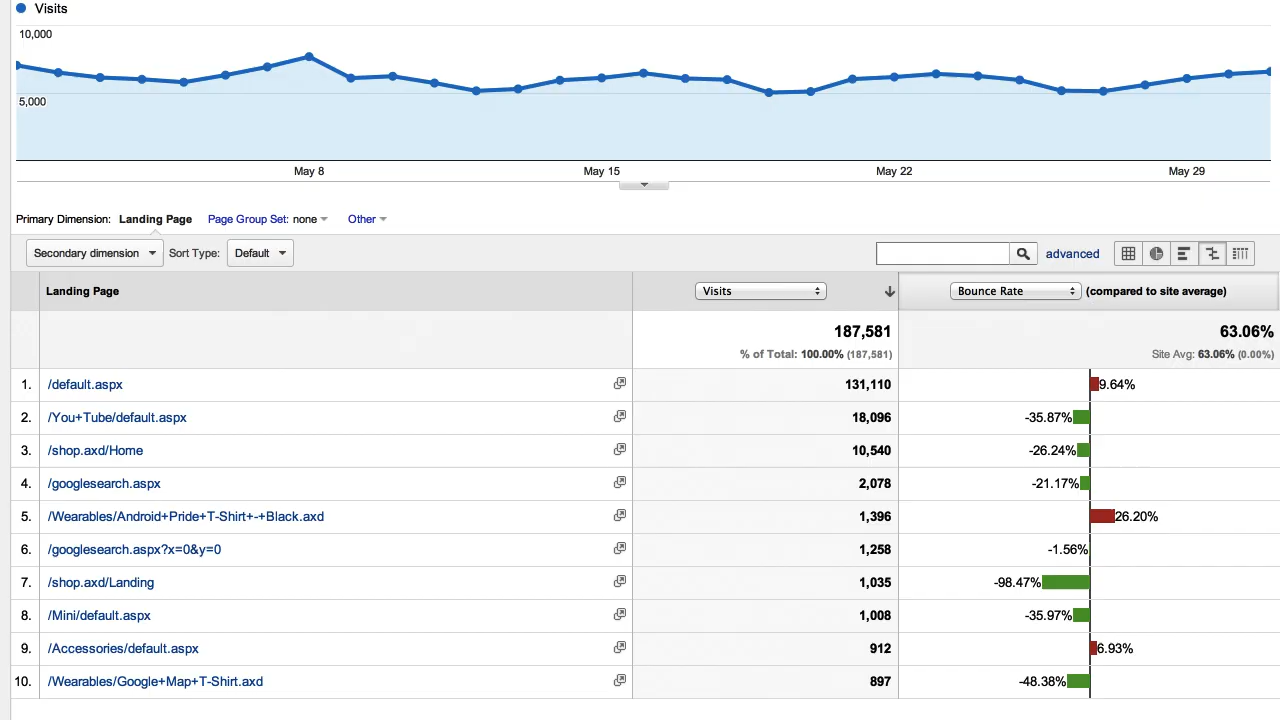 Visits
10,000
5,000
May 8 May 15 May 22 May 29
Primary Dimension: Landing Page Page Group Set: none Other
Secondary dimension Sort Type: Default advanced
Landing Page Visits Bounce Rate (compared to site average)
187,581 63.06%
% of Total: 100.00% (187,581) Site Avg: 63.06% (0.00%)
1. /default.aspx 131,110 9.64%
2. /You+Tube/default.aspx 18,096 -35.87%
3. /shop.axd/Home 10,540 -26.24%
4. /googlesearch.aspx 2,078 -21.17%
5. /Wearables/Android+Pride+T-Shirt+-+Black.axd 1,396 26.20%
6. /googlesearch.aspx?x=0&y=0 1,258 -1.56%
7. /shop.axd/Landing 1,035 -98.47%
8. /Mini/default.aspx 1,008 -35.97%
9. /Accessories/default.aspx 912 6.93%
10. /Wearables/Google+Map+T-Shirt.axd 897 -48.38%